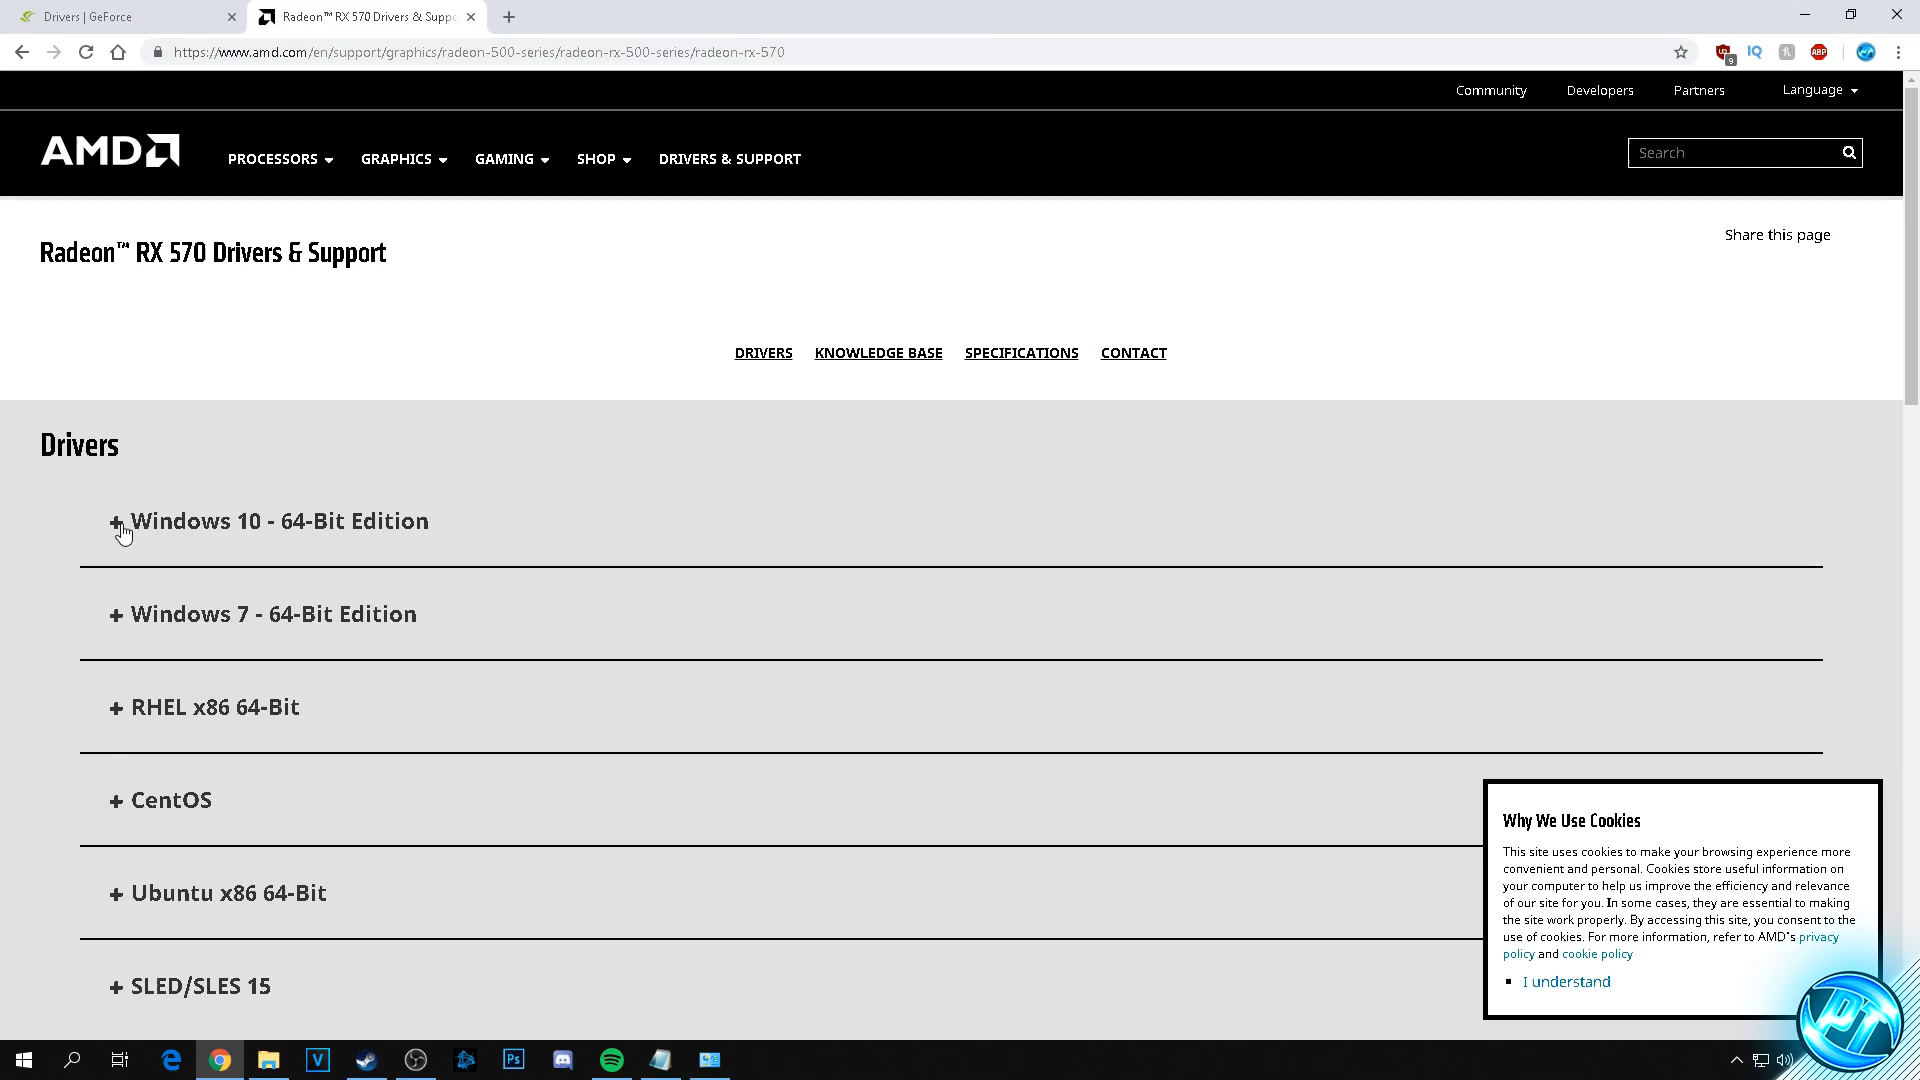 Drivers | GeForce
Radeon™ RX 570 Drivers & Suppo
https://www.amd.com/en/support/graphics/radeon-500-series/radeon-rx-500-series/radeon-rx-570
9
IQ
ABP
Community
Developers
Partners
Language
AMD
PROCESSORS
GRAPHICS
GAMING
SHOP
DRIVERS & SUPPORT
Search
Radeon™ RX 570 Drivers & Support
Share this page
DRIVERS
KNOWLEDGE BASE
SPECIFICATIONS
CONTACT
Drivers
+ Windows 10 - 64-Bit Edition
+ Windows 7 - 64-Bit Edition
+ RHEL x86 64-Bit
+ CentOS
+ Ubuntu x86 64-Bit
+ SLED/SLES 15
Why We Use Cookies
This site uses cookies to make your browsing experience more
convenient and personal. Cookies store useful information on
your computer to help us improve the efficiency and relevance
of our site for you. In some cases, they are essential to making
the site work properly. By accessing this site, you consent to the
use of cookies. For more information, refer to AMD's privacy
policy and cookie policy
I understand
V
Ps
PT